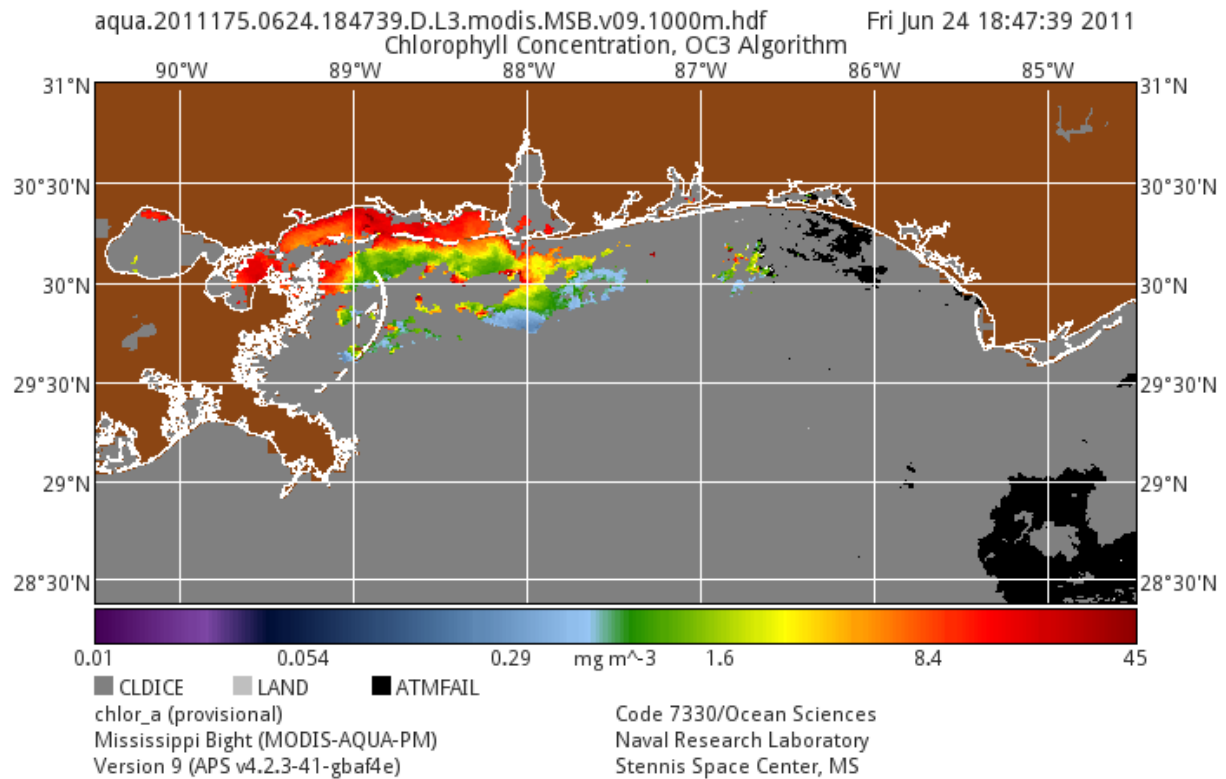 aqua.2011175.0624.184739.D.L3.modis.MSB.v09.1000m.hdf Fri Jun 24 18:47:39 2011
Chlorophyll Concentration, OC3 Algorithm
90°W 89°W 88°W 87°W 86°W 85°W
31°N 31°N
30°30'N 30°30'N
30°N 30°N
29°30'N 29°30'N
29°N 29°N
28°30'N 28°30'N
0.01 0.054 0.29 mg m^-3 1.6 8.4 45
CLDICE LAND ATMFAIL
chlor_a (provisional) Code 7330/Ocean Sciences
Mississippi Bight (MODIS-AQUA-PM) Naval Research Laboratory
Version 9 (APS v4.2.3-41-gbaf4e) Stennis Space Center, MS